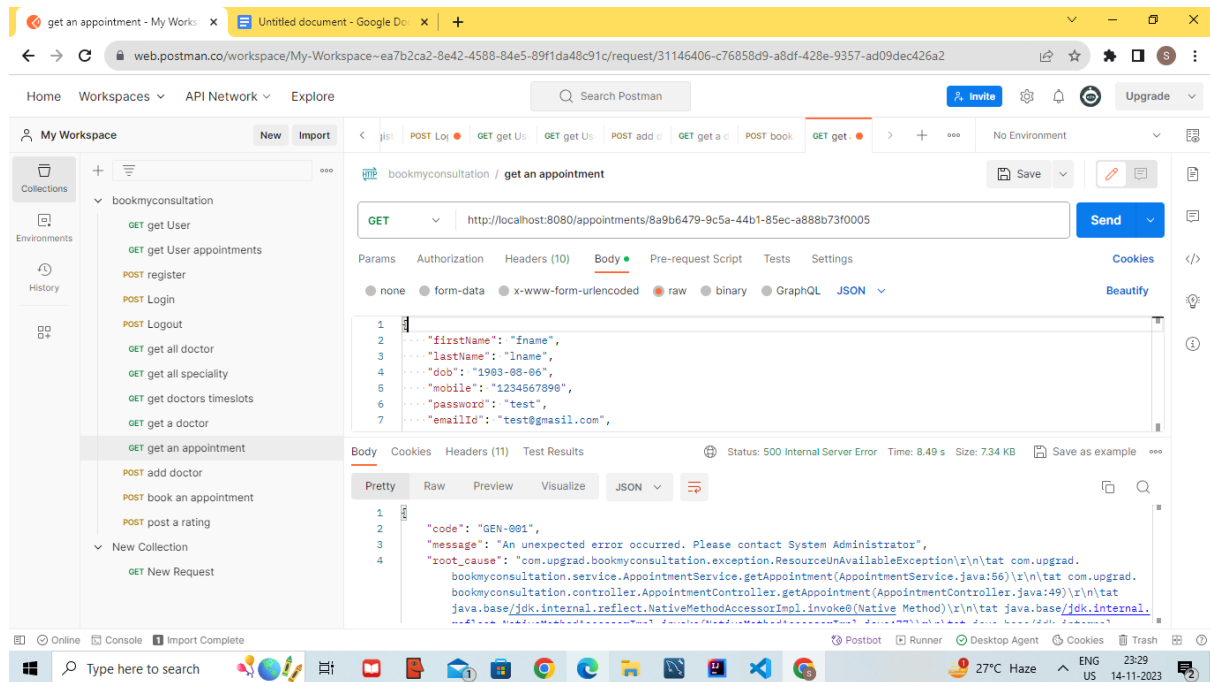 get an appointment - My Works
Untitled document - Google Do
web.postman.co/workspace/My-Workspace~ea7b2ca2-8e42-4588-84e5-89f1da48c91c/request/31146406-c76858d9-a8df-428e-9357-ad09dec426a2
S
Home Workspaces API Network Explore
Search Postman
Invite
Upgrade
My Workspace
New Import
gist POST Log GET get Us GET get Us POST add d GET get a d POST book GET get a
No Environment
Collections
Environments
History
bookmyconsultation
GET get User
GET get User appointments
POST register
POST Login
POST Logout
GET get all doctor
GET get all speciality
GET get doctors timeslots
GET get a doctor
GET get an appointment
POST add doctor
POST book an appointment
POST post a rating
New Collection
GET New Request
HTTP bookmyconsultation / get an appointment
Save
GET http://localhost:8080/appointments/8a9b6479-9c5a-44b1-85ec-a888b73f0005
Send
Params Authorization Headers (10) Body Pre-request Script Tests Settings
Cookies
none form-data x-www-form-urlencoded raw binary GraphQL JSON
Beautify
1 {
2 "firstName": "fname",
3 "lastName": "lname",
4 "dob": "1903-08-06",
5 "mobile": "1234567890",
6 "password": "test",
7 "emailId": "test@gmasil.com",
Body Cookies Headers (11) Test Results
Status: 500 Internal Server Error Time: 8.49 s Size: 7.34 KB Save as example
Pretty Raw Preview Visualize JSON
1 {
2 "code": "GEN-001",
3 "message": "An unexpected error occurred. Please contact System Administrator",
4 "root_cause": "com.upgrad.bookmyconsultation.exception.ResourceUnAvailableException\r\n\tat com.upgrad.
bookmyconsultation.service.AppointmentService.getAppointment(AppointmentService.java:56)\r\n\tat com.upgrad.
bookmyconsultation.controller.AppointmentController.getAppointment(AppointmentController.java:49)\r\n\tat
java.base/jdk.internal.reflect.NativeMethodAccessorImpl.invoke0(Native Method)\r\n\tat java.base/jdk.internal.
Online Console Import Complete
Postbot Runner Desktop Agent Cookies Trash
Type here to search
27°C Haze
ENG
US
23:29
14-11-2023
2